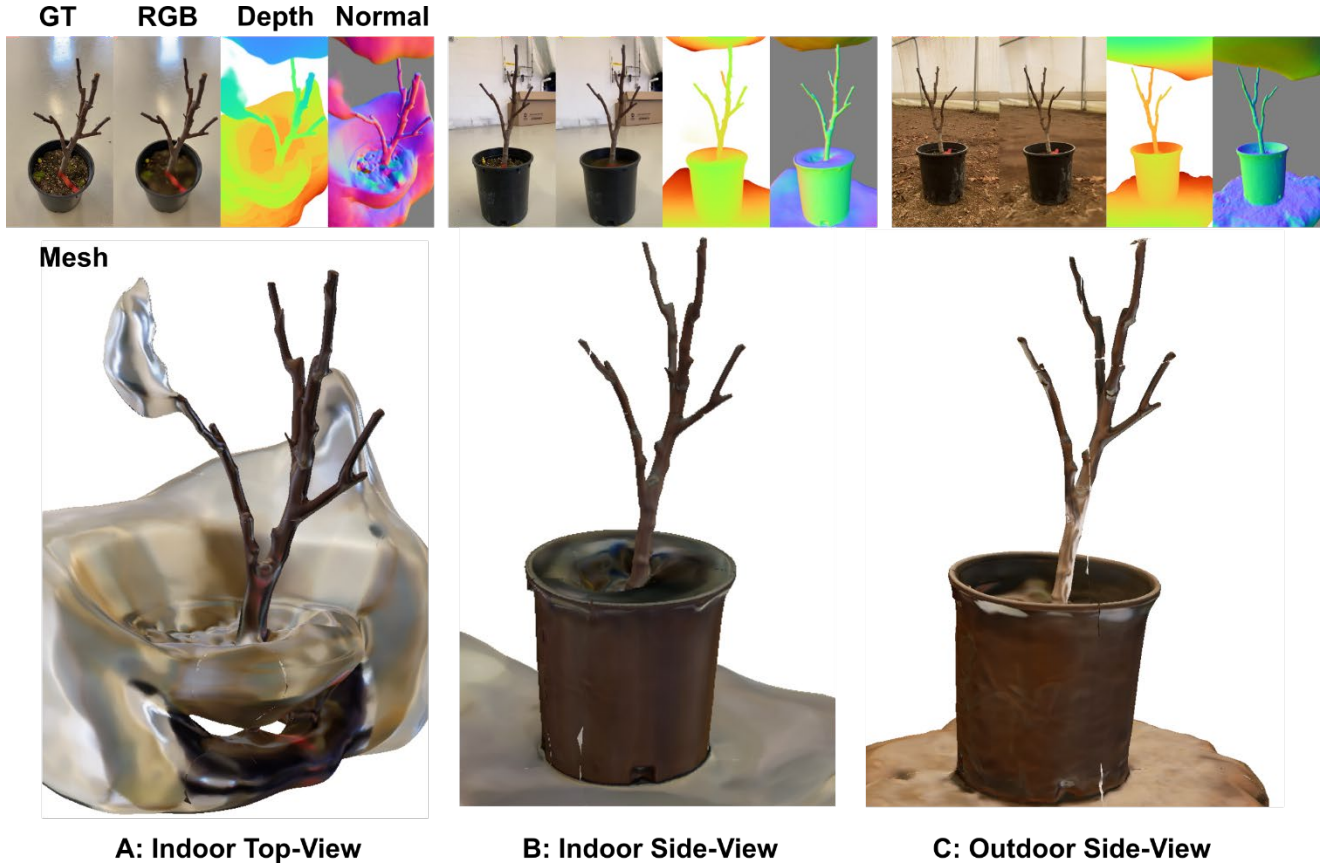 GT RGB Depth Normal
Mesh
A: Indoor Top-View B: Indoor Side-View C: Outdoor Side-View